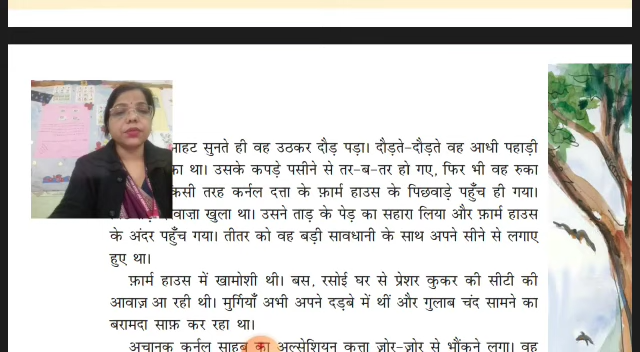 आहट सुनते ही वह उठकर दौड़ पड़ा। दौड़ते-दौड़ते वह आधी पहाड़ी
था। उसके कपड़े पसीने से तर-ब-तर हो गए, फिर भी वह रुका
तरह कर्नल दत्ता के फ़ार्म हाउस के पिछवाड़े पहुँच ही गया।
खुला था। उसने ताड़ के पेड़ का सहारा लिया और फ़ार्म हाउस
के अंदर पहुँच गया। तीतर को वह बड़ी सावधानी के साथ अपने सीने से लगाए
हुए था।
फ़ार्म हाउस में खामोशी थी। बस, रसोई घर से प्रेशर कुकर की सीटी की
आवाज़ आ रही थी। मुर्गियाँ अभी अपने दड़बे में थीं और गुलाब चंद सामने का
बरामदा साफ़ कर रहा था।
अचानक कर्नल साहब का अल्सेशियन कुत्ता ज़ोर-ज़ोर से भौंकने लगा। वह